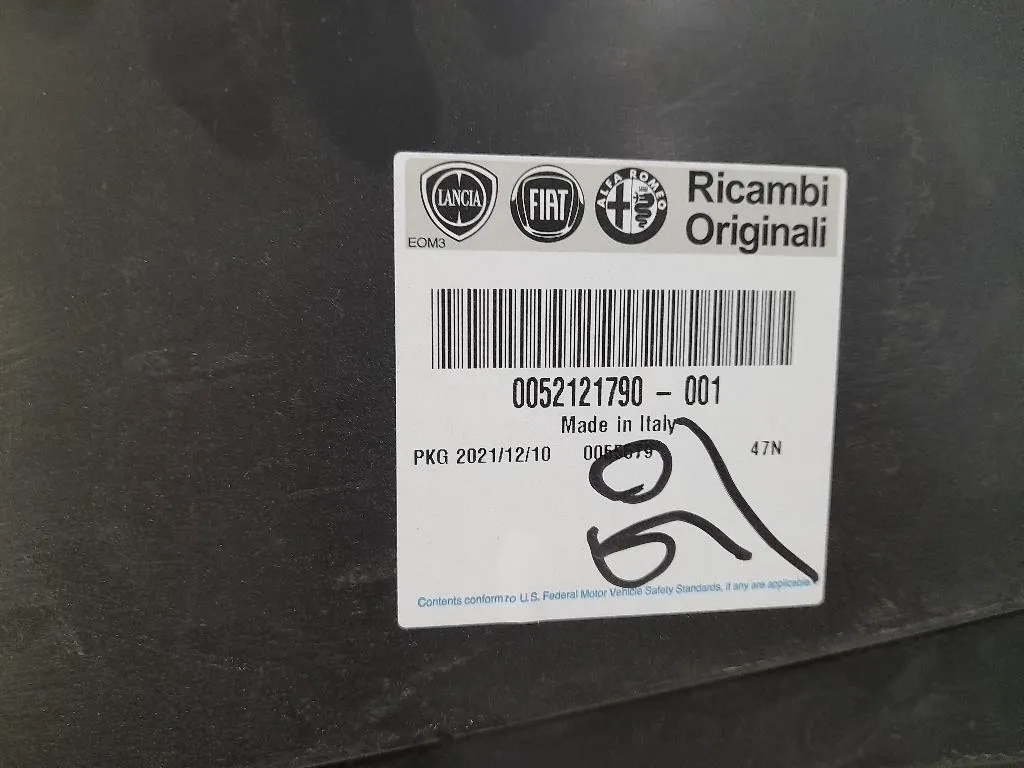 LANCIA FIAT ALFA ROMEO Ricambi
Originali
EOM3
0052121790 - 001
Made in Italy
PKG 2021/12/10 47N
Contents conform to U.S. Federal Motor Vehicle Safety Standards, if any are applicable.